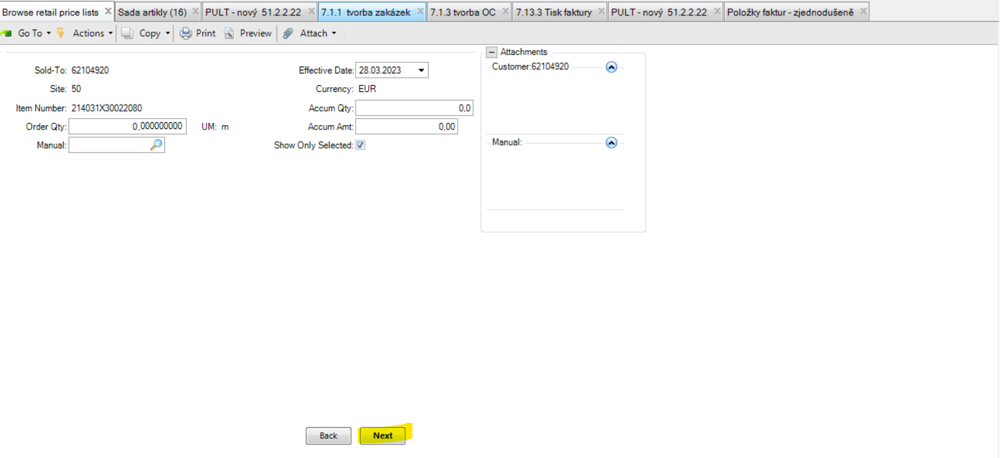 Browse retail price lists Sada artikly (16) PULT - nový 51.2.2.22 7.1.1 tvorba zakázek 7.1.3 tvorba OC 7.13.3 Tisk faktury PULT - nový 51.2.2.22 Položky faktur - zjednodušeně
Go To Actions Copy Print Preview Attach
Attachments
Sold-To: 62104920 Effective Date: 28.03.2023 Customer:62104920
Site: 50 Currency: EUR
Item Number: 214031X30022080 Accum Qty: 0,0
Order Qty: 0,000000000 UM: m Accum Amt: 0,00
Manual: Show Only Selected: Manual:
Back Next